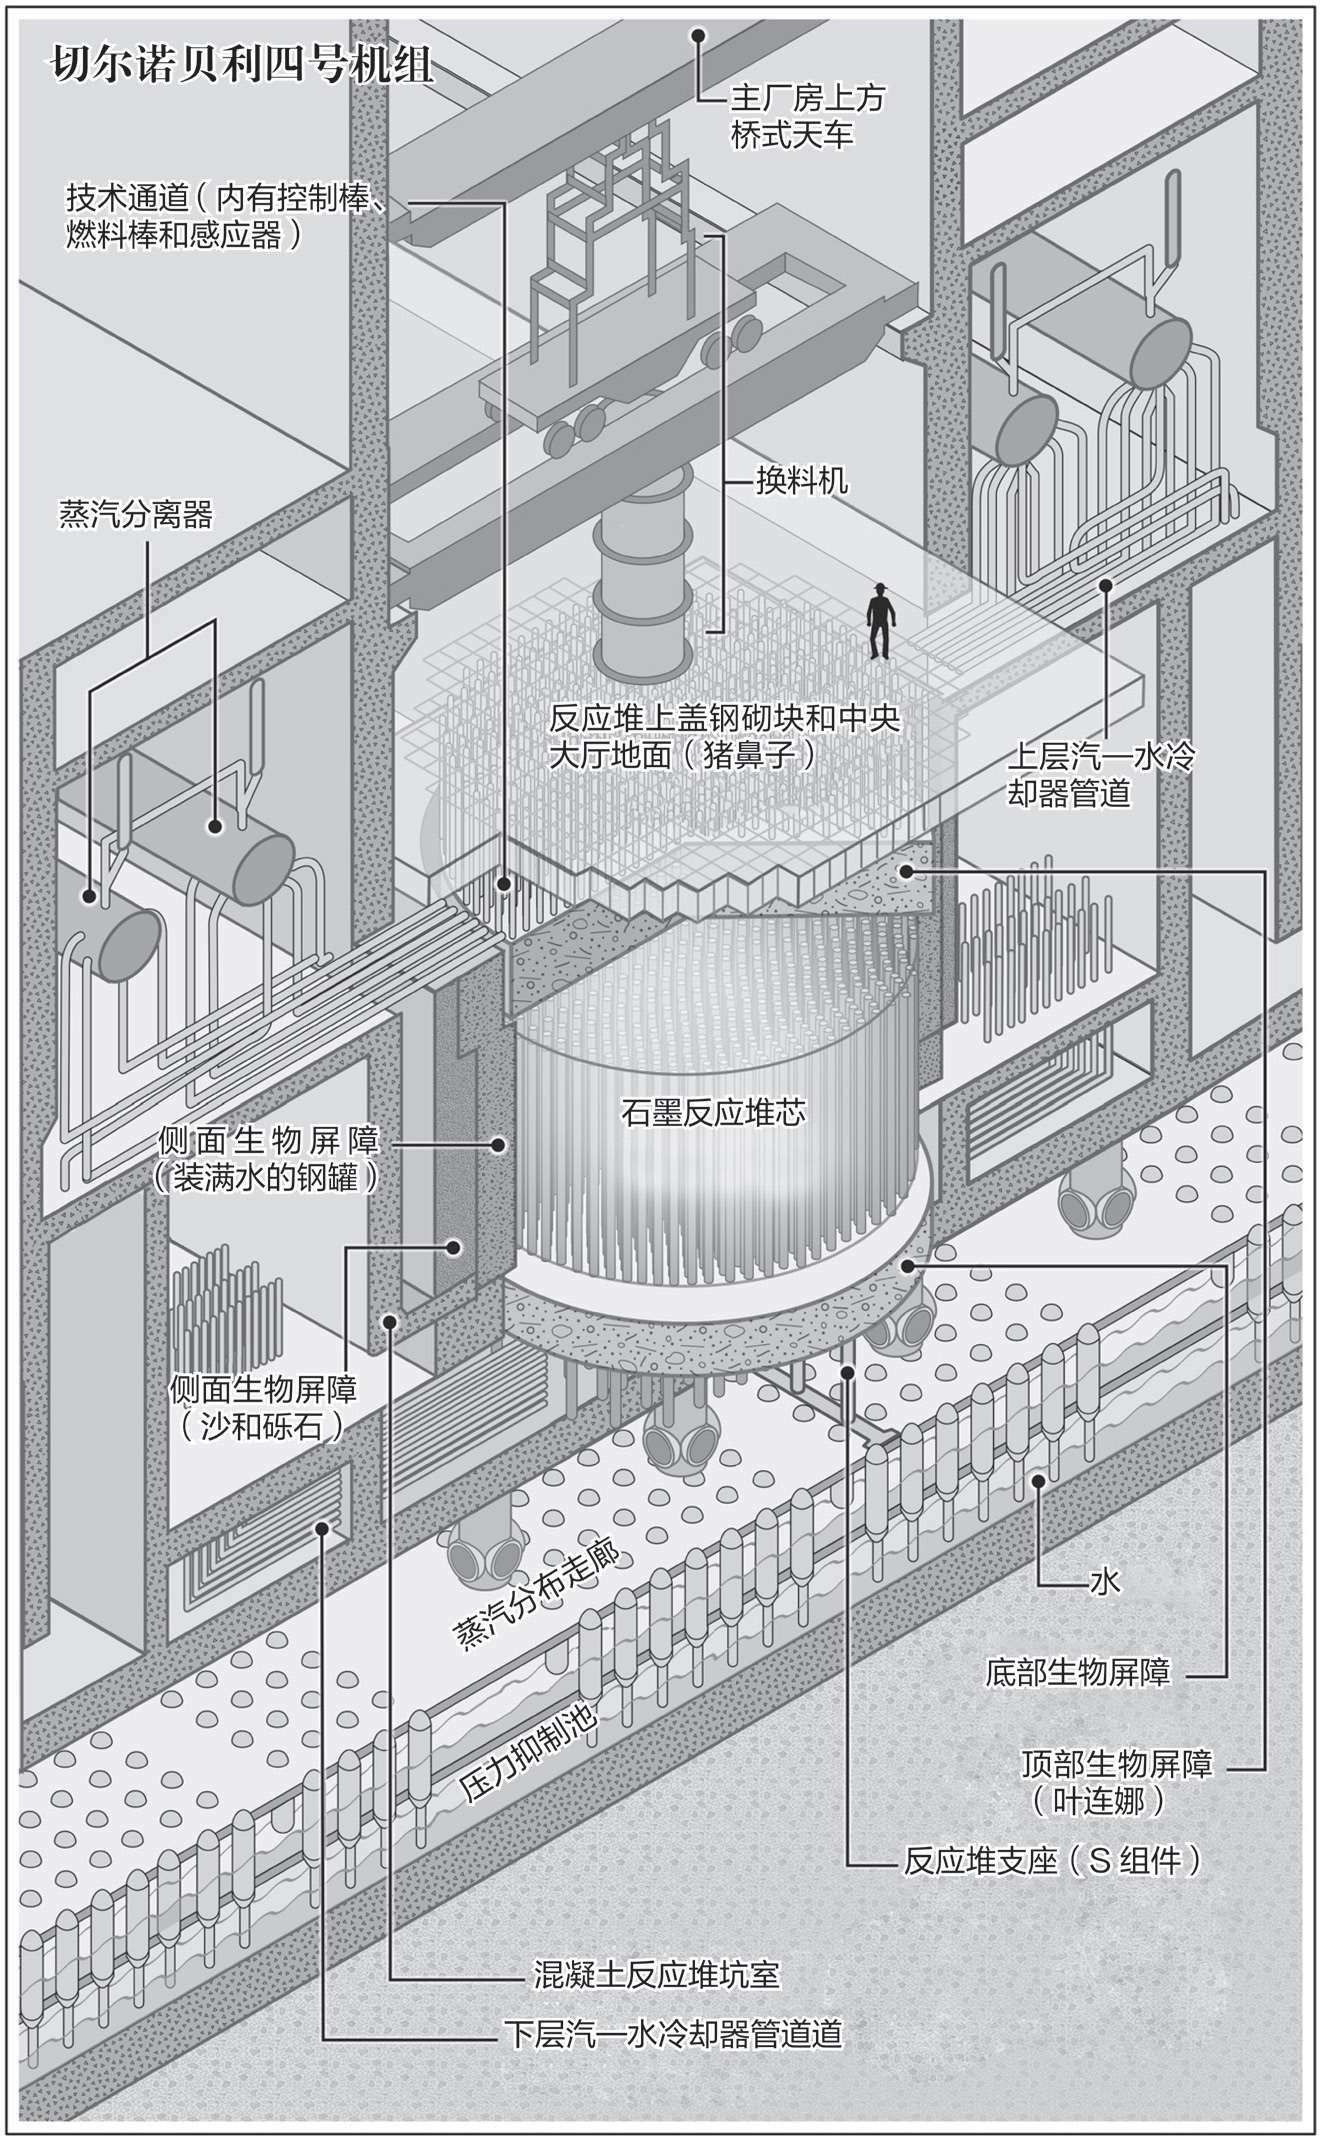 切尔诺贝利四号机组
主厂房上方
桥式天车
技术通道（内有控制棒、
燃料棒和感应器）
换料机
蒸汽分离器
反应堆上盖钢砌块和中央
大厅地面（猪鼻子）
上层汽—水冷
却器管道
石墨反应堆芯
侧面生物屏障
（装满水的钢罐）
侧面生物屏障
（沙和砾石）
蒸汽分布走廊
水
底部生物屏障
压力抑制池
顶部生物屏障
（叶连娜）
反应堆支座（S 组件）
混凝土反应堆坑室
下层汽—水冷却器管道道